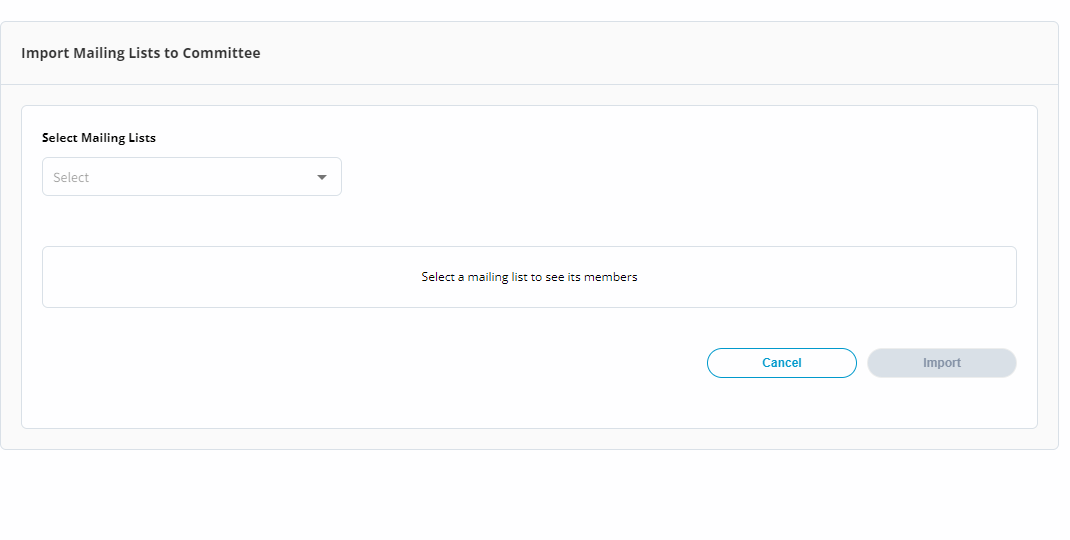 Import Mailing Lists to Committee
Select Mailing Lists
Select
Select a mailing list to see its members
Cancel
Import